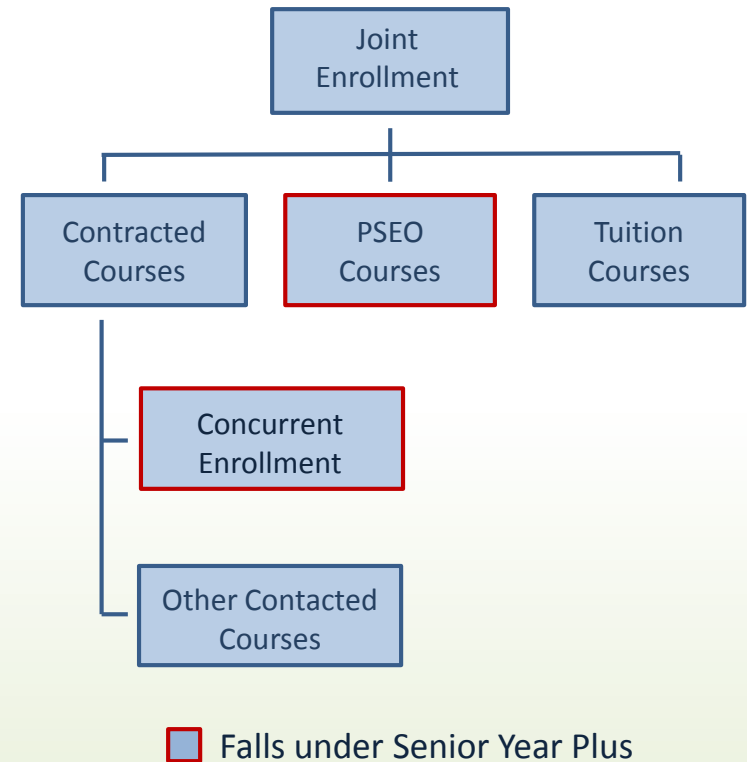 Joint
Enrollment
Contracted
Courses
PSEO
Courses
Tuition
Courses
Concurrent
Enrollment
Other Contacted
Courses
Falls under Senior Year Plus